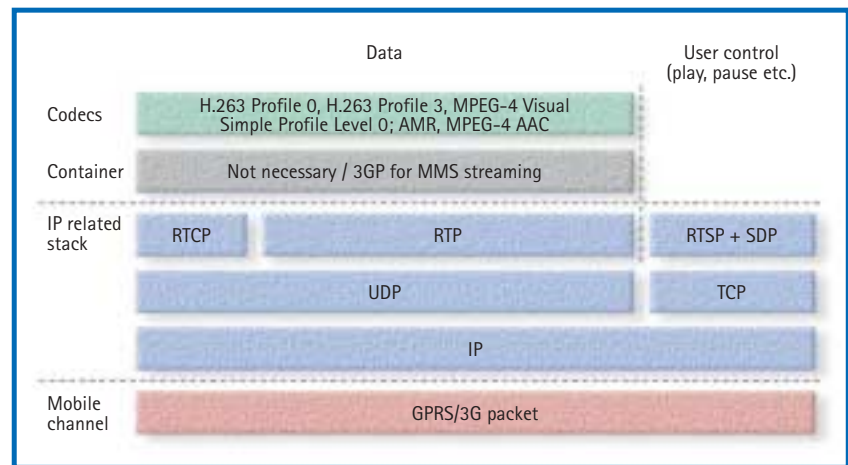 Data
User control
(play, pause etc.)
Codecs
H.263 Profile 0, H.263 Profile 3, MPEG-4 Visual
Simple Profile Level 0; AMR, MPEG-4 AAC
Container
Not necessary / 3GP for MMS streaming
IP related
stack
RTCP
RTP
RTSP + SDP
UDP
TCP
IP
Mobile
channel
GPRS/3G packet